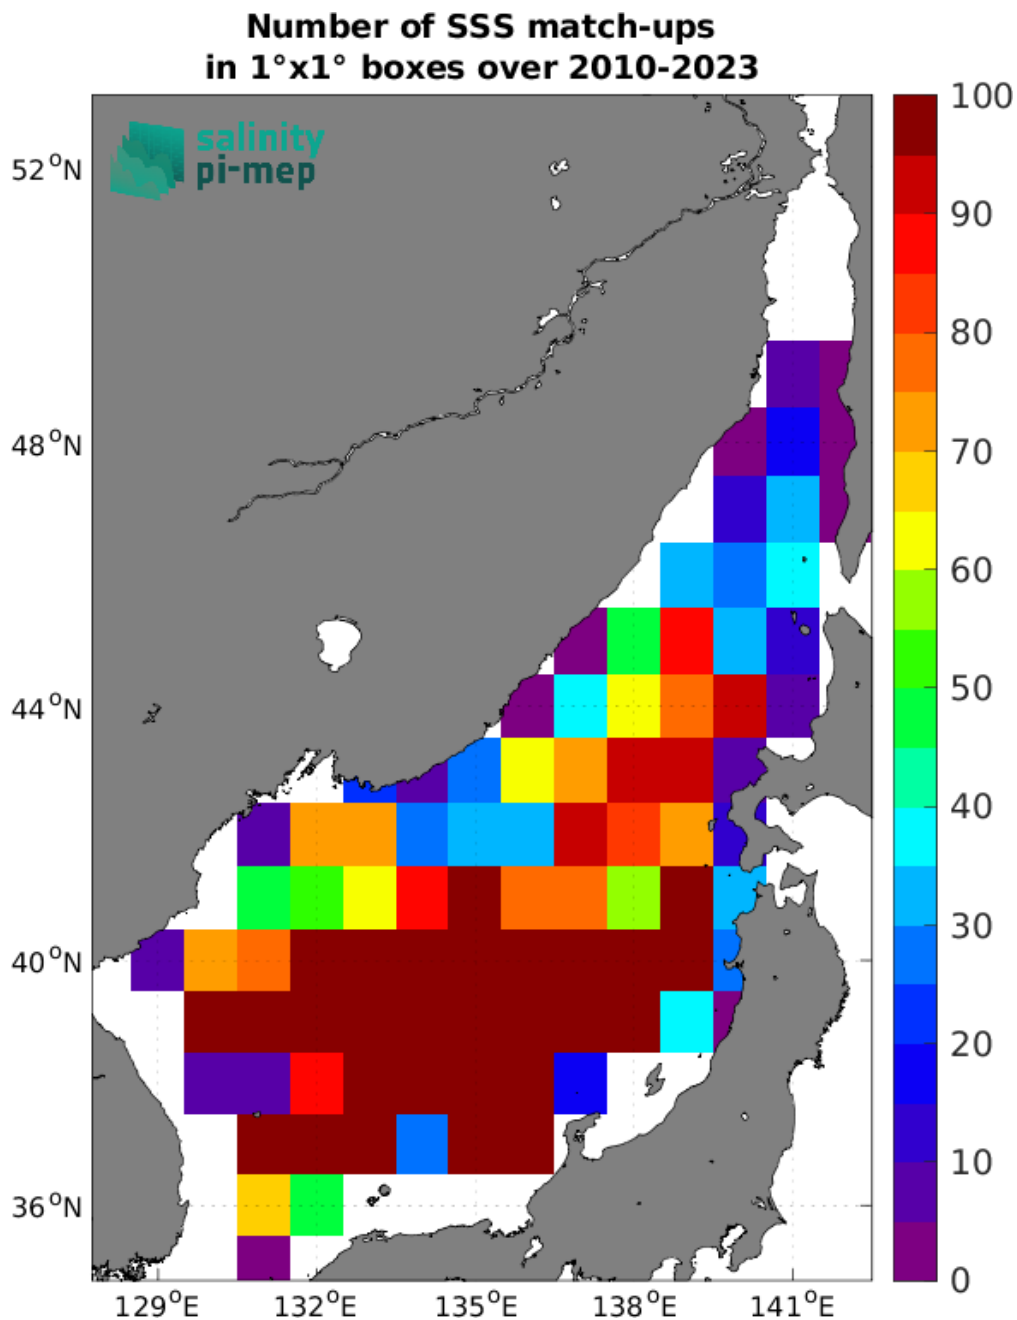 Number of SSS match-ups
in 1°x1° boxes over 2010-2023
salinity
pi-mep
52°N
48°N
44°N
40°N
36°N
129°E
132°E
135°E
138°E
141°E
100
90
80
70
60
50
40
30
20
10
0